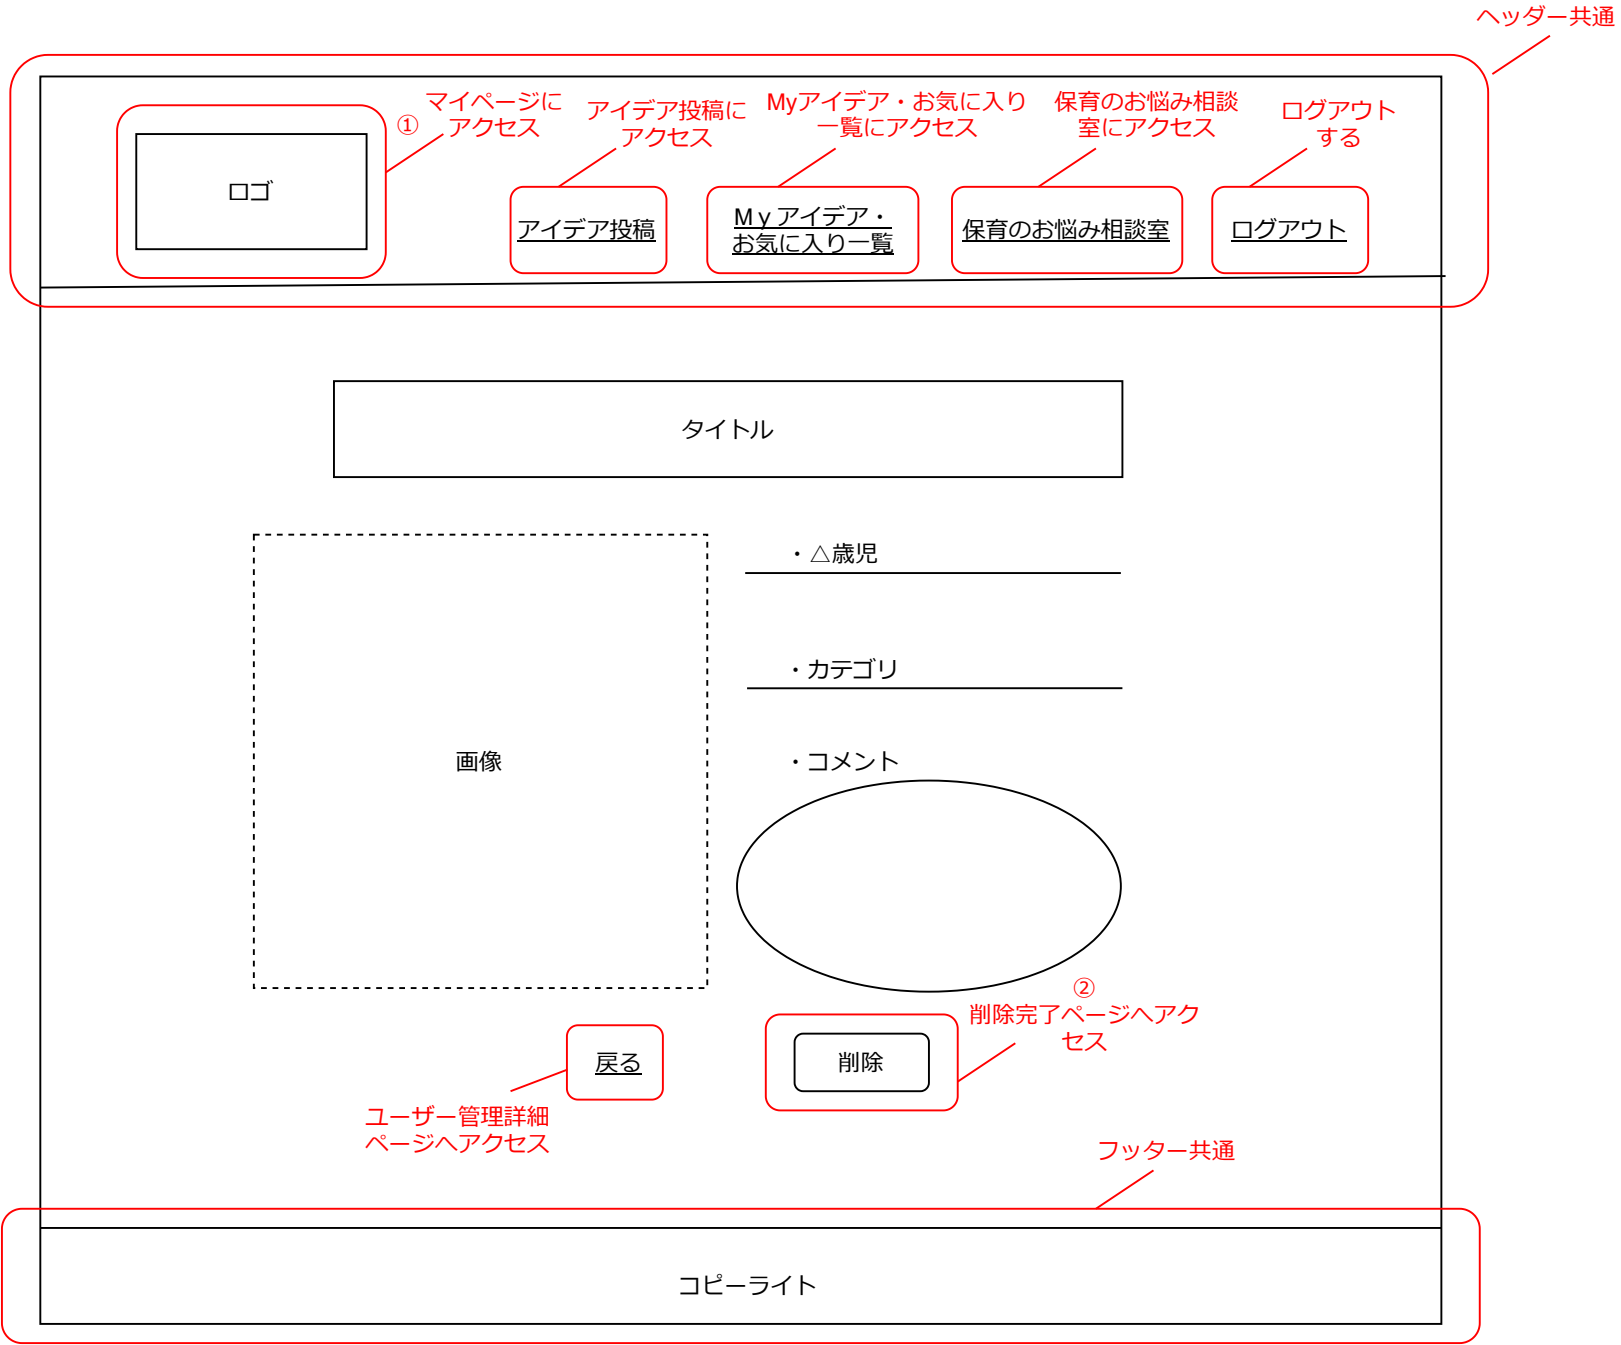 ヘッダー共通
①
マイページに
アクセス
アイデア投稿に
アクセス
Myアイデア・お気に入り
一覧にアクセス
保育のお悩み相談
室にアクセス
ログアウト
する
ロゴ
アイデア投稿
Ｍｙアイデア・
お気に入り一覧
保育のお悩み相談室
ログアウト
タイトル
・△歳児
・カテゴリ
画像
・コメント
②
削除完了ページへアク
セス
戻る
削除
ユーザー管理詳細
ページへアクセス
フッター共通
コピーライト